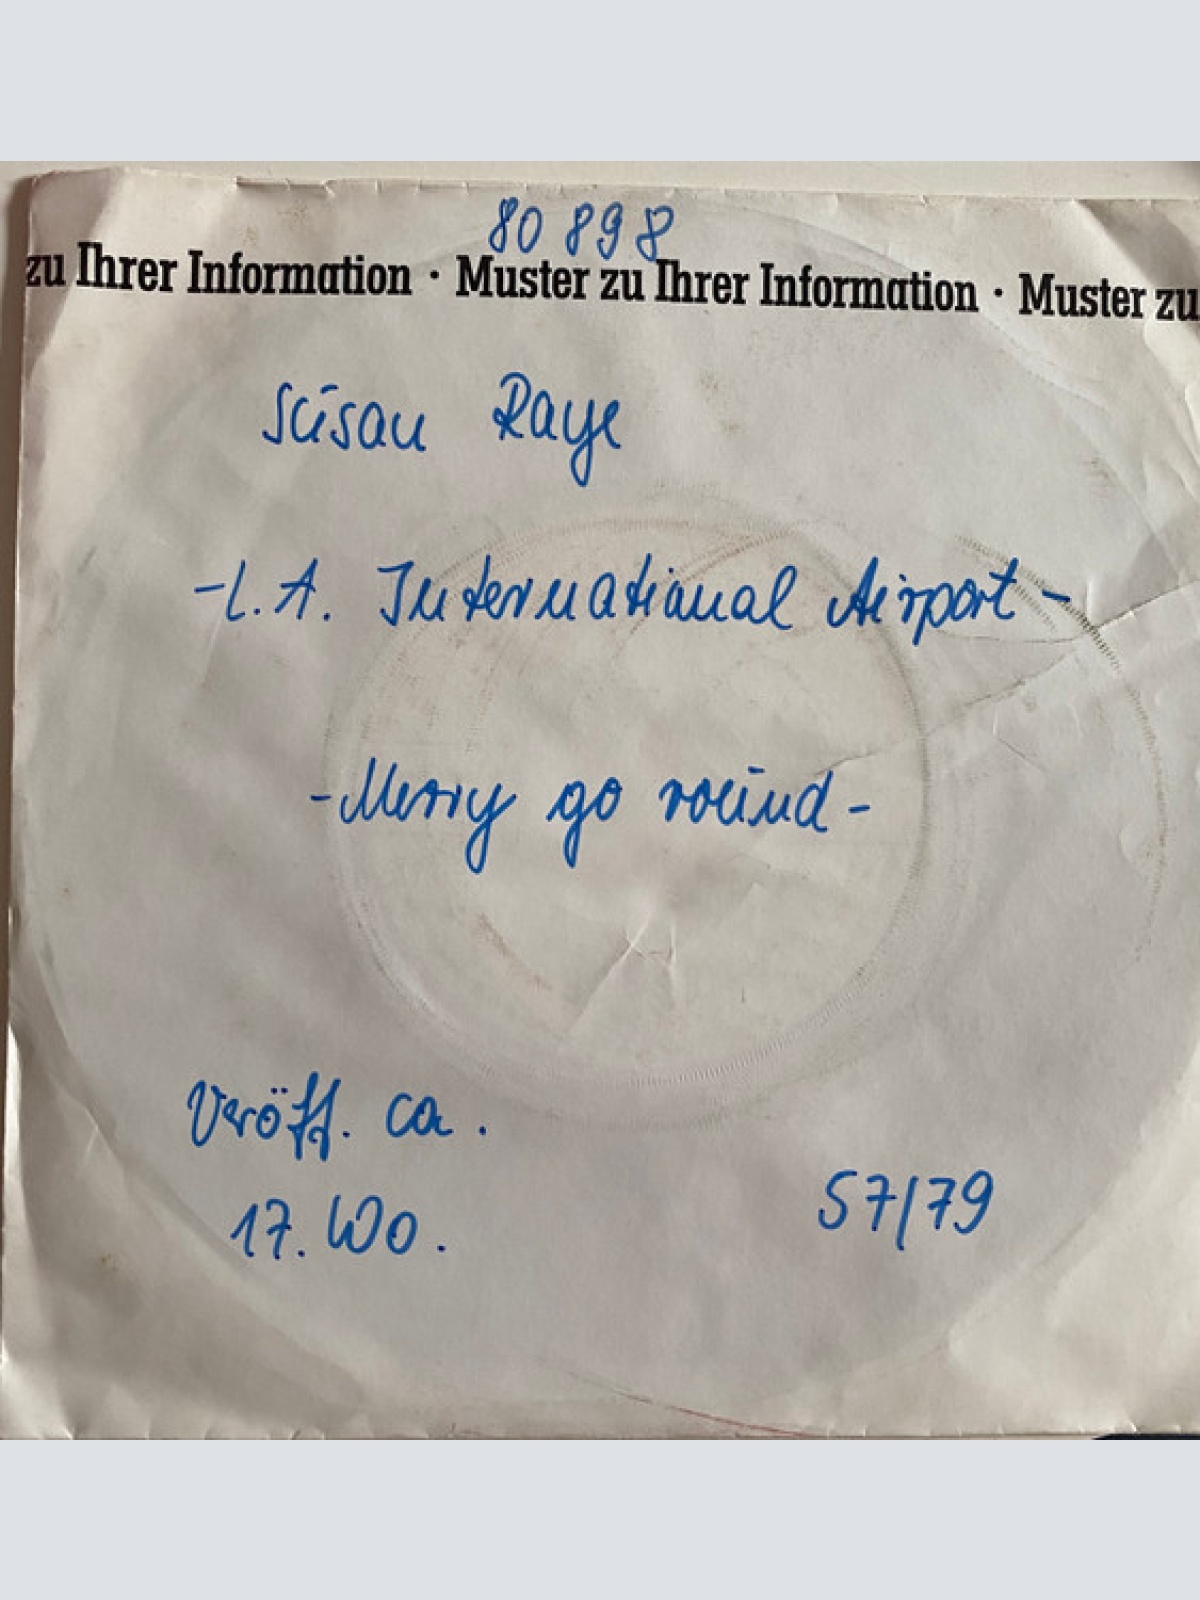 80 898
zu Ihrer Information · Muster zu Ihrer Information · Muster zu
Susan Raye
- L. A. International Airport -
- Merry go round -
Veröff. ca.
17. Wo.
57/79